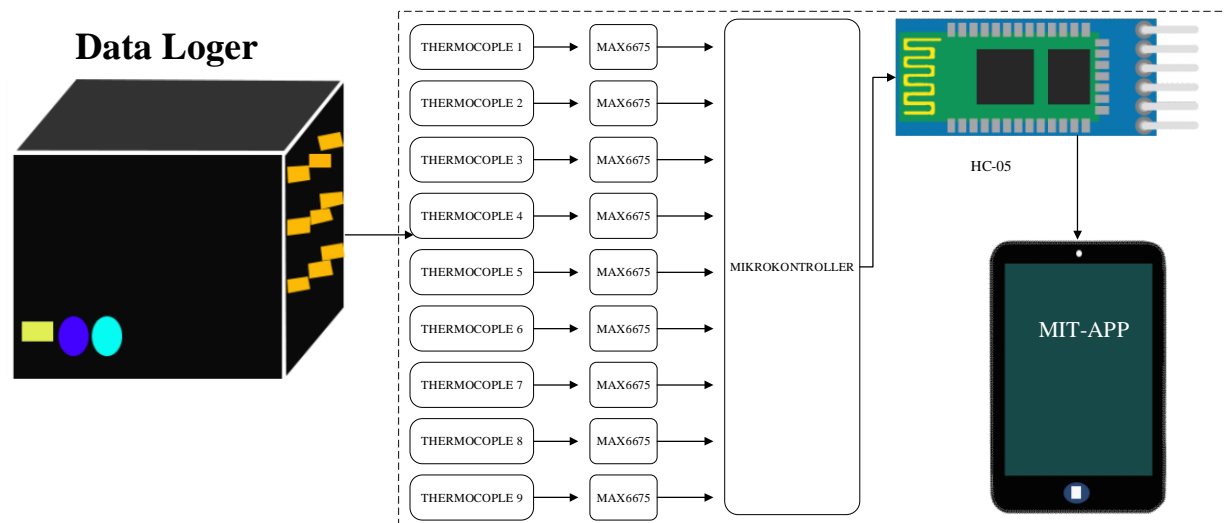 Data Loger
THERMOCOPLE 1
MAX6675
THERMOCOPLE 2
MAX6675
THERMOCOPLE 3
MAX6675
THERMOCOPLE 4
MAX6675
THERMOCOPLE 5
MAX6675
THERMOCOPLE 6
MAX6675
THERMOCOPLE 7
MAX6675
THERMOCOPLE 8
MAX6675
THERMOCOPLE 9
MAX6675
MIKROKONTROLLER
HC-05
MIT-APP